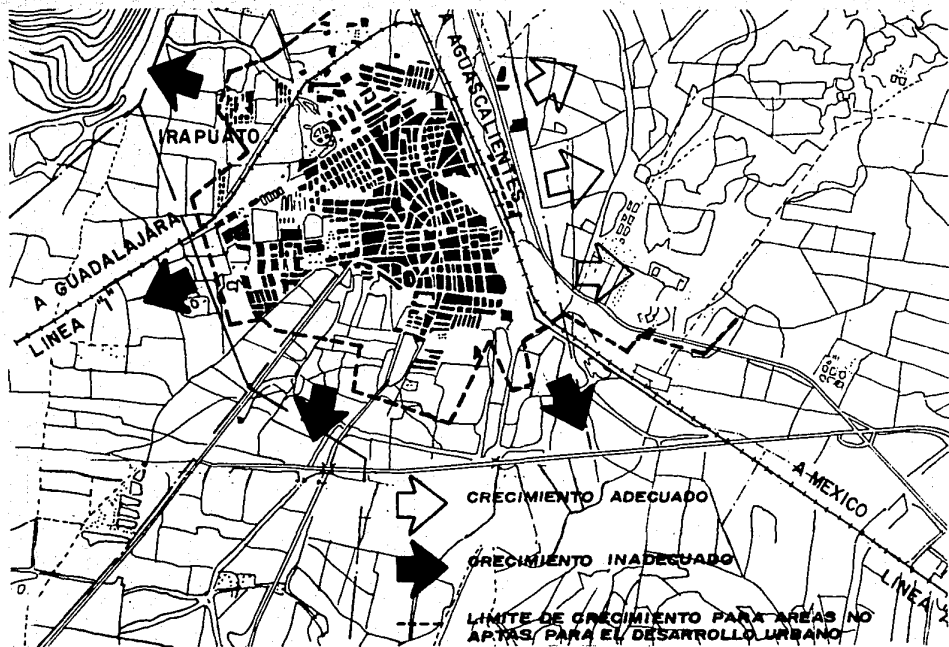 A AGUASCALIENTES
IRAPUATO
A GUADALAJARA
LINEA "I"
CRECIMIENTO ADECUADO
A MEXICO
CRECIMIENTO INADECUADO
LINEA
LIMITE DE CRECIMIENTO PARA AREAS NO
APTAS PARA EL DESARROLLO URBANO